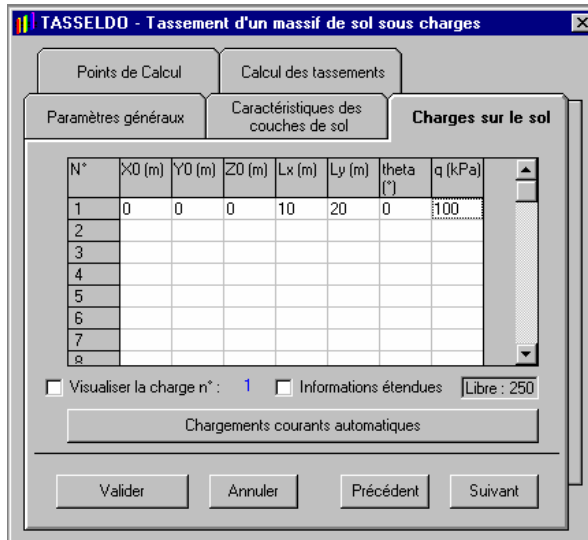 TASSELDO - Tassement d'un massif de sol sous charges
Points de Calcul
Calcul des tassements
Paramètres généraux
Caractéristiques des
couches de sol
Charges sur le sol
N° X0 (m) Y0 (m) Z0 (m) Lx (m) Ly (m) theta (°) q (kPa)
1 0 0 0 10 20 0 100
2
3
4
5
6
7
8
Visualiser la charge n° : 1 Informations étendues Libre : 250
Chargements courants automatiques
Valider Annuler Précédent Suivant